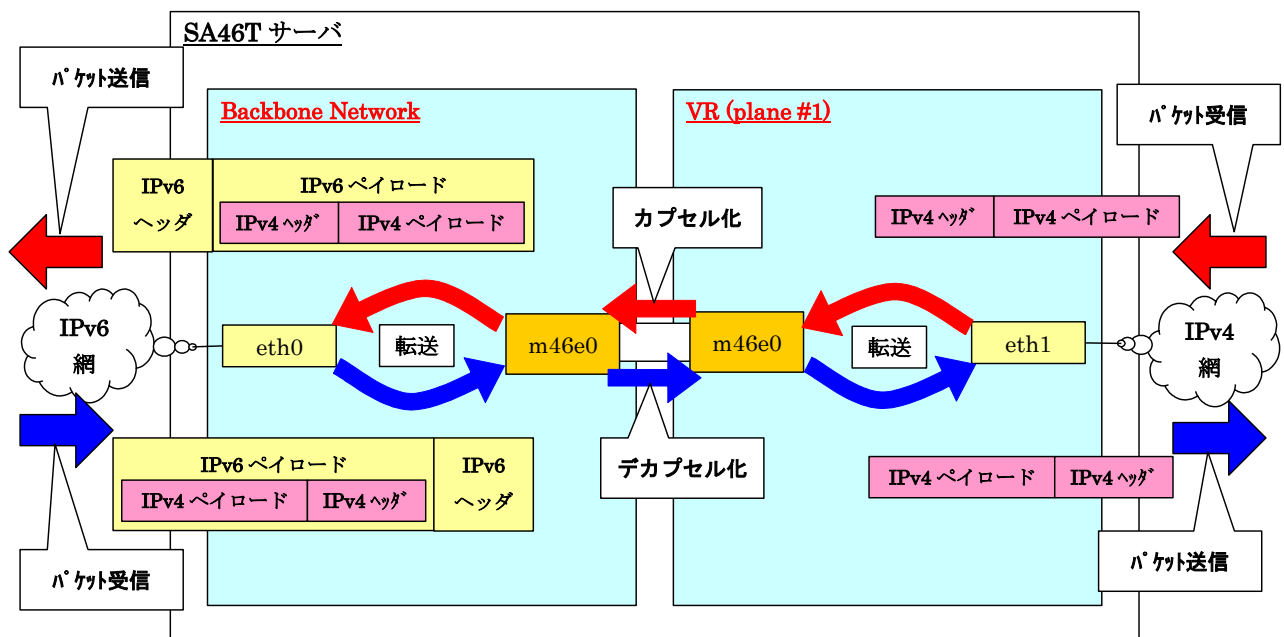 SA46T サーバ
パケット送信
Backbone Network
VR (plane #1)
パケット受信
IPv6
ヘッダ
IPv6 ペイロード
IPv4 ヘッダ
IPv4 ペイロード
カプセル化
IPv4 ヘッダ
IPv4 ペイロード
IPv6
網
eth0
転送
m46e0
m46e0
転送
eth1
IPv4
網
IPv6 ペイロード
IPv4 ペイロード
IPv4 ヘッダ
IPv6
ヘッダ
デカプセル化
IPv4 ペイロード
IPv4 ヘッダ
パケット受信
パケット送信